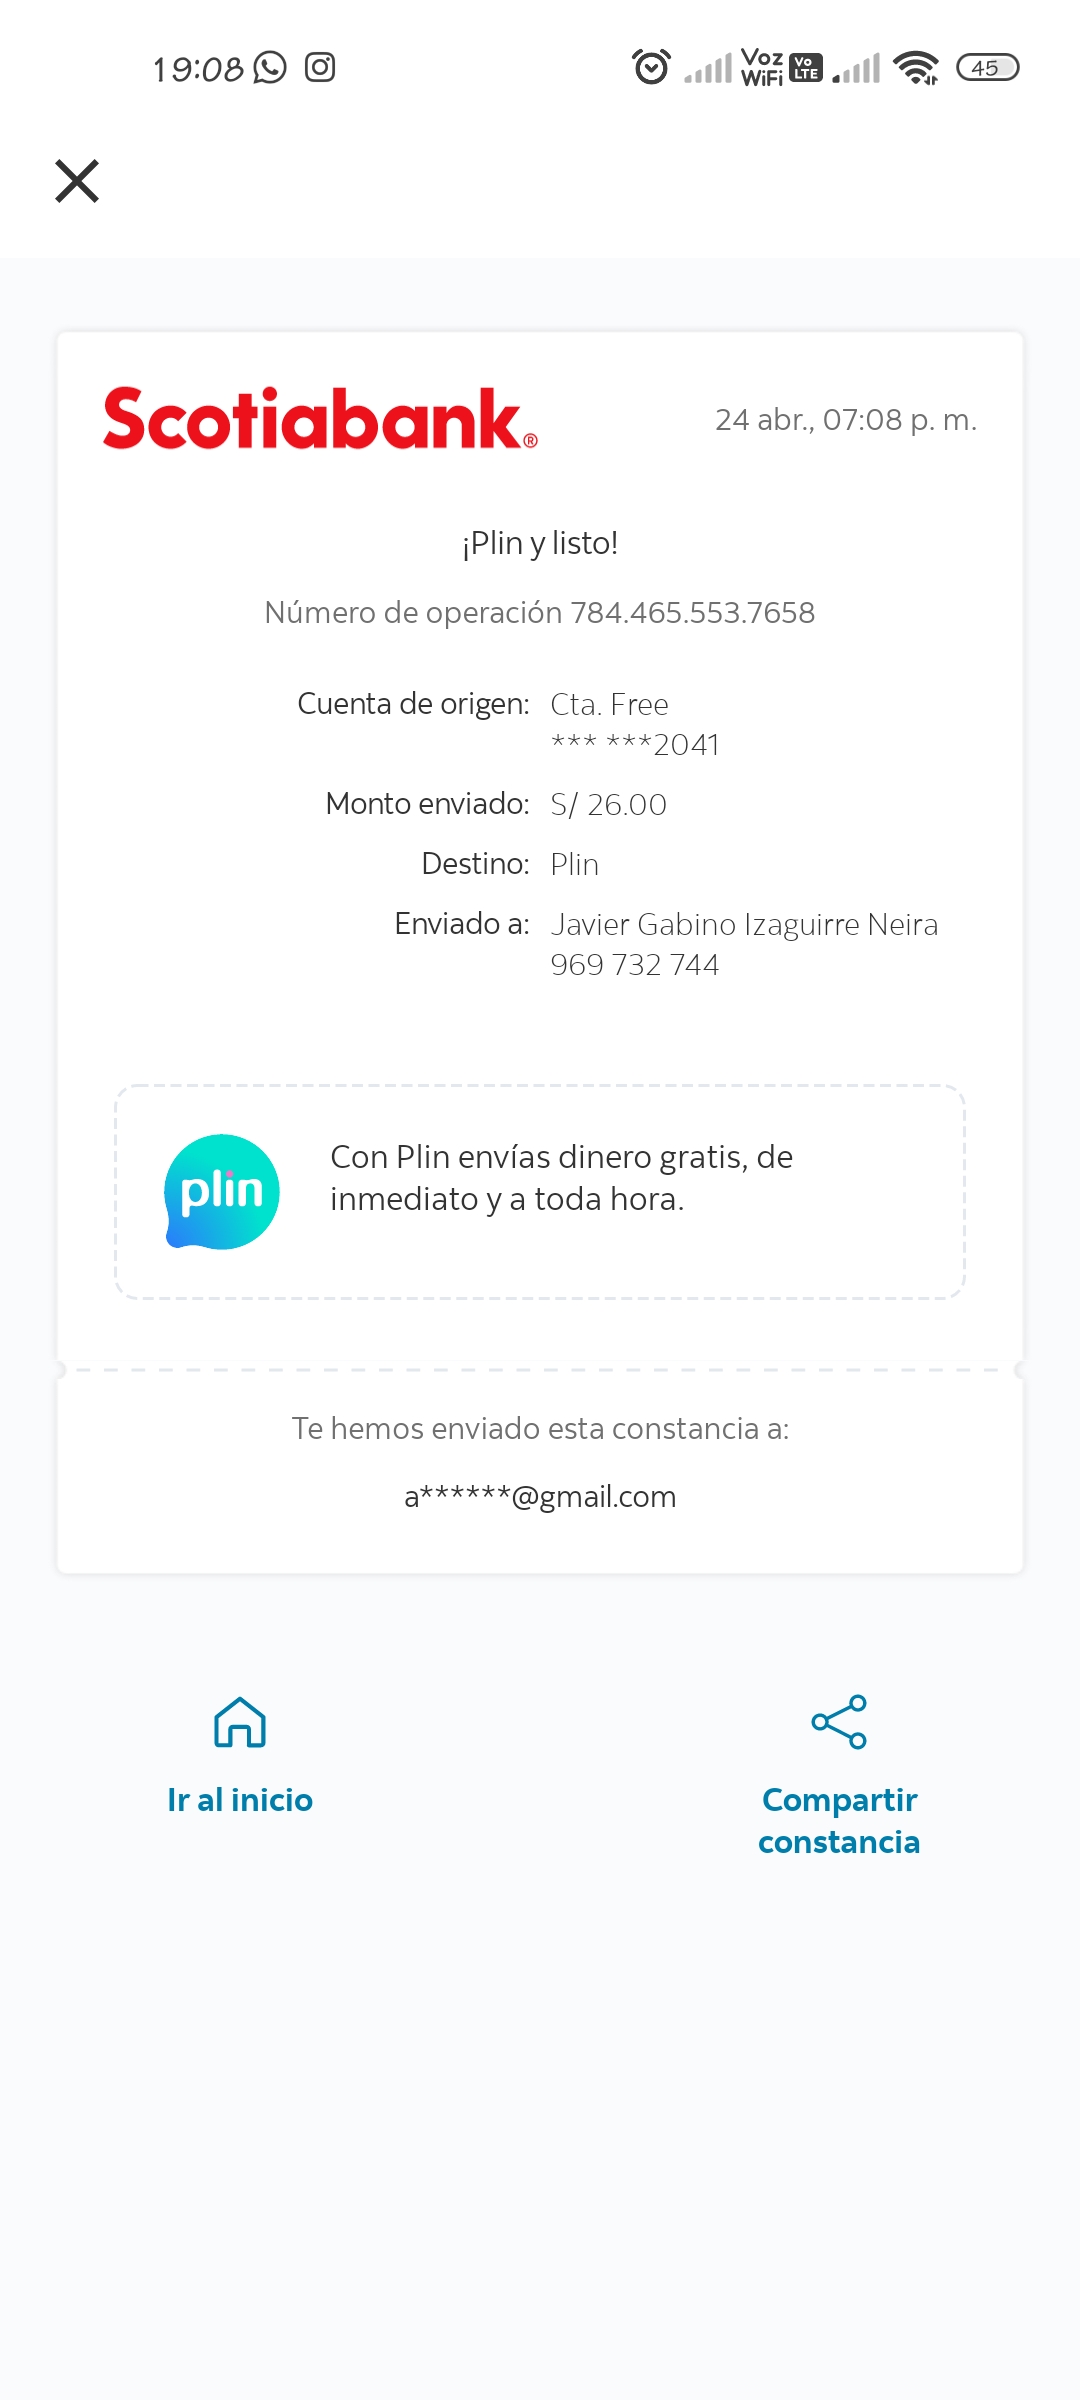 19:08
Voz
WiFi
Vo
LTE
45
Scotiabank®
24 abr., 07:08 p. m.
¡Plin y listo!
Número de operación 784.465.553.7658
Cuenta de origen: Cta. Free
*** ***2041
Monto enviado: S/ 26.00
Destino: Plin
Enviado a: Javier Gabino Izaguirre Neira
969 732 744
plin
Con Plin envías dinero gratis, de
inmediato y a toda hora.
Te hemos enviado esta constancia a:
a******@gmail.com
Ir al inicio
Compartir
constancia